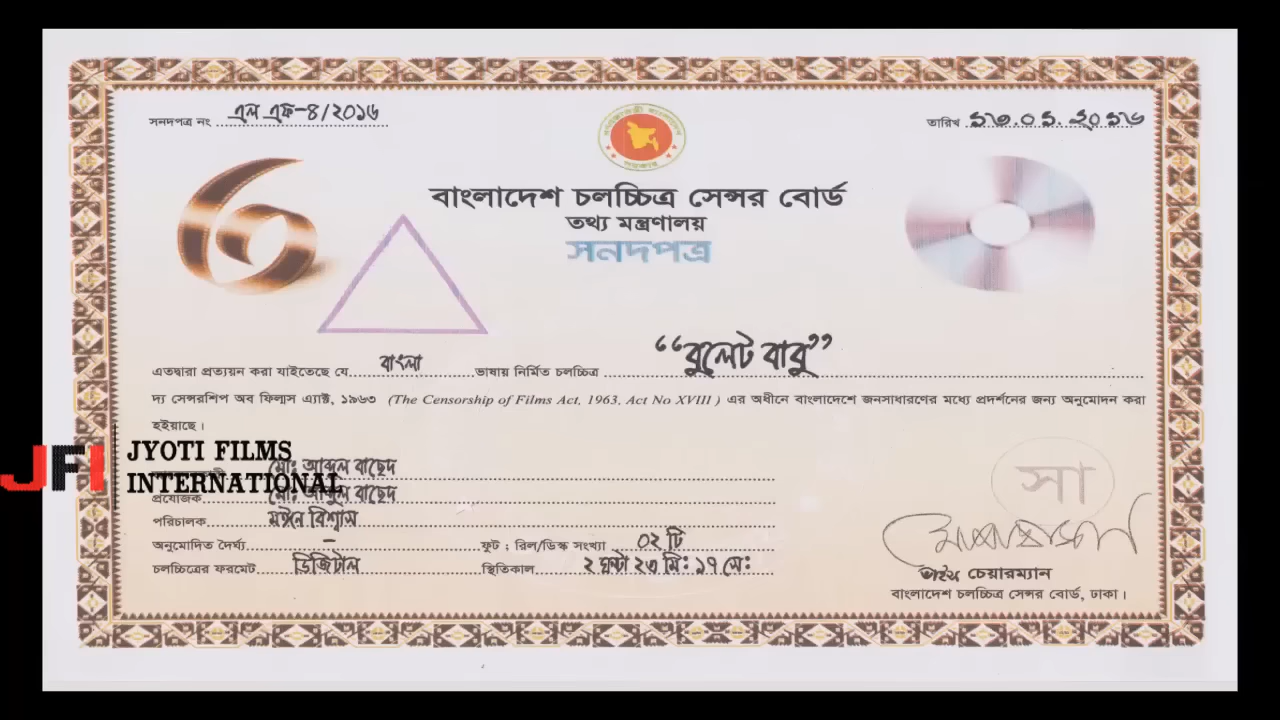 সনদপত্র নং এল এফ-৪/২০১৬
তারিখ ১৩.০১.২০১৬
বাংলাদেশ চলচ্চিত্র সেন্সর বোর্ড
তথ্য মন্ত্রণালয়
সনদপত্র
এতদ্বারা প্রত্যয়ন করা যাইতেছে যে বাংলা ভাষায় নির্মিত চলচ্চিত্র “বুলেট বাবু”
দ্য সেন্সরশিপ অব ফিল্মস এ্যাক্ট, ১৯৬৩ (The Censorship of Films Act, 1963, Act No XVIII) এর অধীনে বাংলাদেশে জনসাধারণের মধ্যে প্রদর্শনের জন্য অনুমোদন করা
হইয়াছে।
JFI JYOTI FILMS
INTERNATIONAL
মোঃ আব্দুল বাছেদ
প্রযোজক মোঃ আব্দুল বাছেদ
পরিচালক মঈন বিশ্বাস
অনুমোদিত দৈর্ঘ্য - ফুট ; রিল/ডিস্ক সংখ্যা ০২ টি
চলচ্চিত্রের ফরমেট ডিজিটাল স্থিতিকাল ২ ঘন্টা ২৩ মি: ১৭ সে:
সা
ভাইস চেয়ারম্যান
বাংলাদেশ চলচ্চিত্র সেন্সর বোর্ড, ঢাকা।